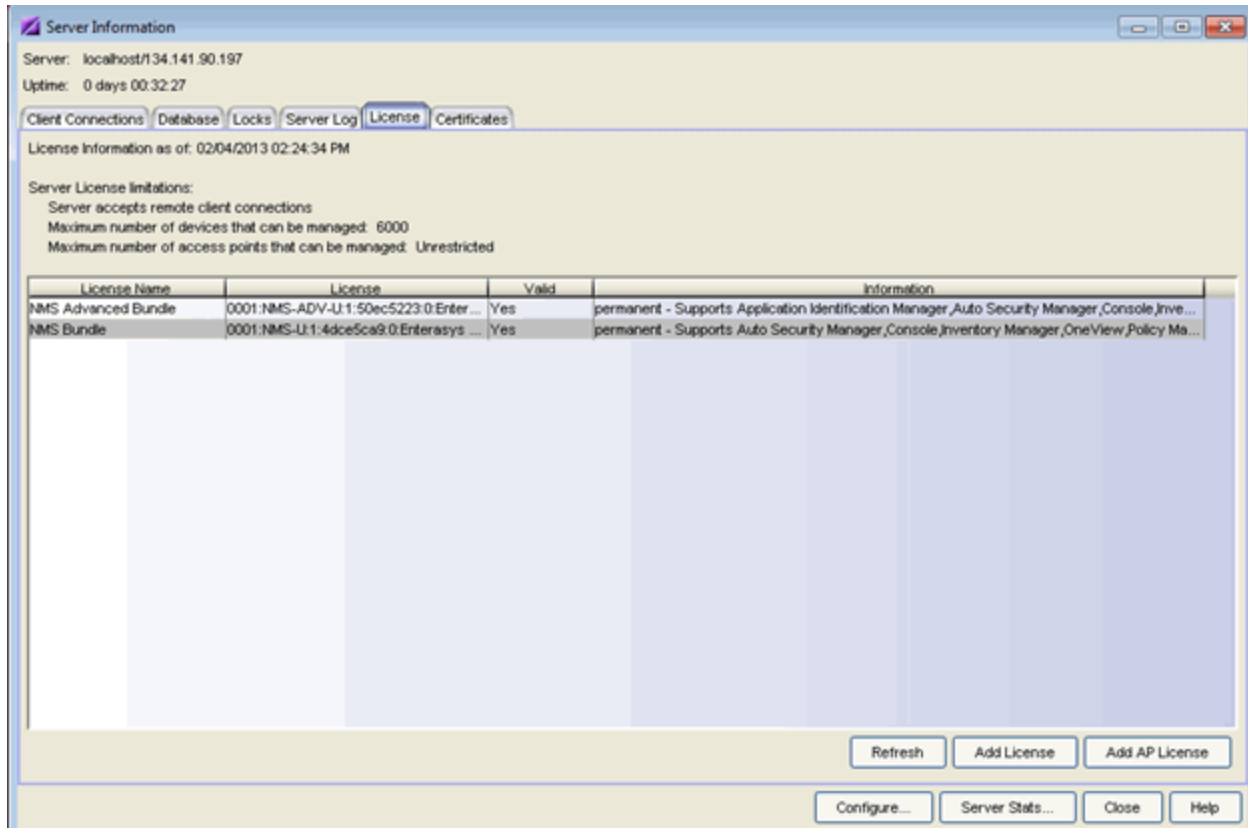 Server Information
Server: localhost/134.141.90.197
Uptime: 0 days 00:32:27
Client Connections Database Locks Server Log License Certificates
License Information as of: 02/04/2013 02:24:34 PM
Server License limitations:
Server accepts remote client connections
Maximum number of devices that can be managed: 6000
Maximum number of access points that can be managed: Unrestricted
License Name License Valid Information
NMS Advanced Bundle 0001:NMS-ADV-U:1:50ec5223:0:Enter... Yes permanent - Supports Application Identification Manager,Auto Security Manager,Console,Inve...
NMS Bundle 0001:NMS-U:1:4dce5ca9:0:Enterasys ... Yes permanent - Supports Auto Security Manager,Console,Inventory Manager,OneView,Policy Ma...
Refresh Add License Add AP License
Configure... Server Stats... Close Help